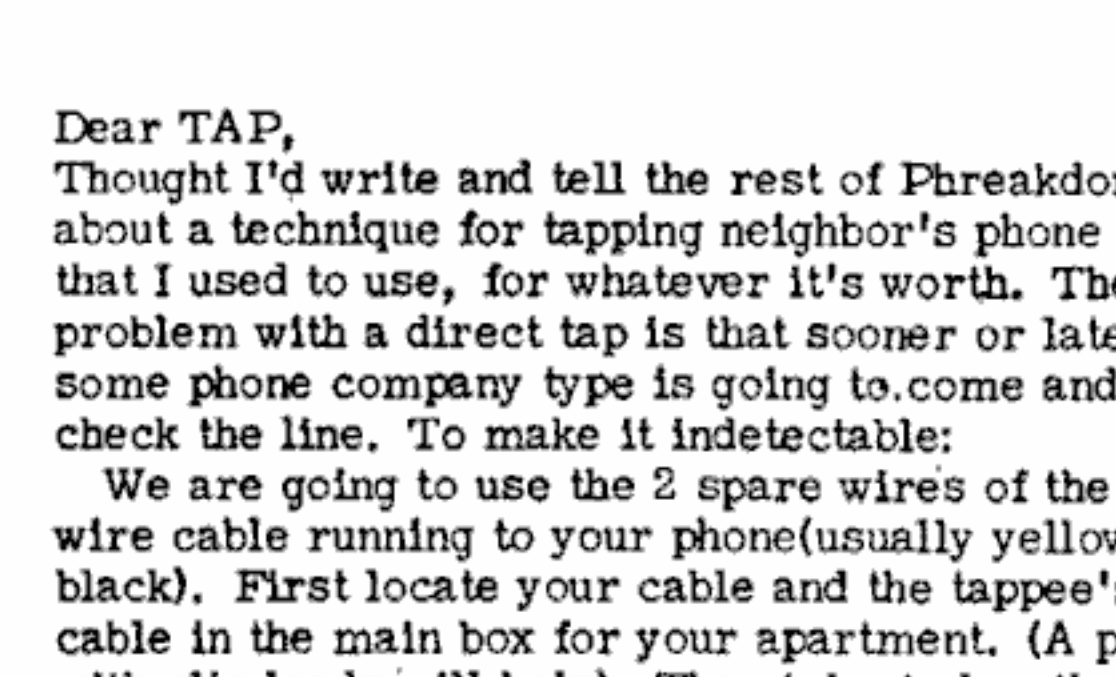 Dear TAP,
Thought I'd write and tell the rest of Phreakdo
about a technique for tapping neighbor's phone
that I used to use, for whatever it's worth. The
problem with a direct tap is that sooner or late
some phone company type is going to.come and
check the line. To make it indetectable:
We are going to use the 2 spare wires of the
wire cable running to your phone(usually yellow
black). First locate your cable and the tappee's
cable in the main box for your apartment. (A p